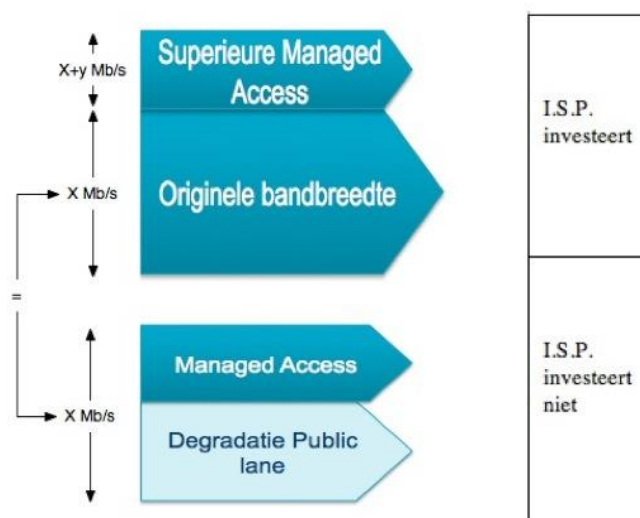 X+y Mb/s
Superieure Managed
Access
I.S.P.
investeert
X Mb/s
Originele bandbreedte
=
Managed Access
I.S.P.
investeert
niet
X Mb/s
Degradatie Public
lane